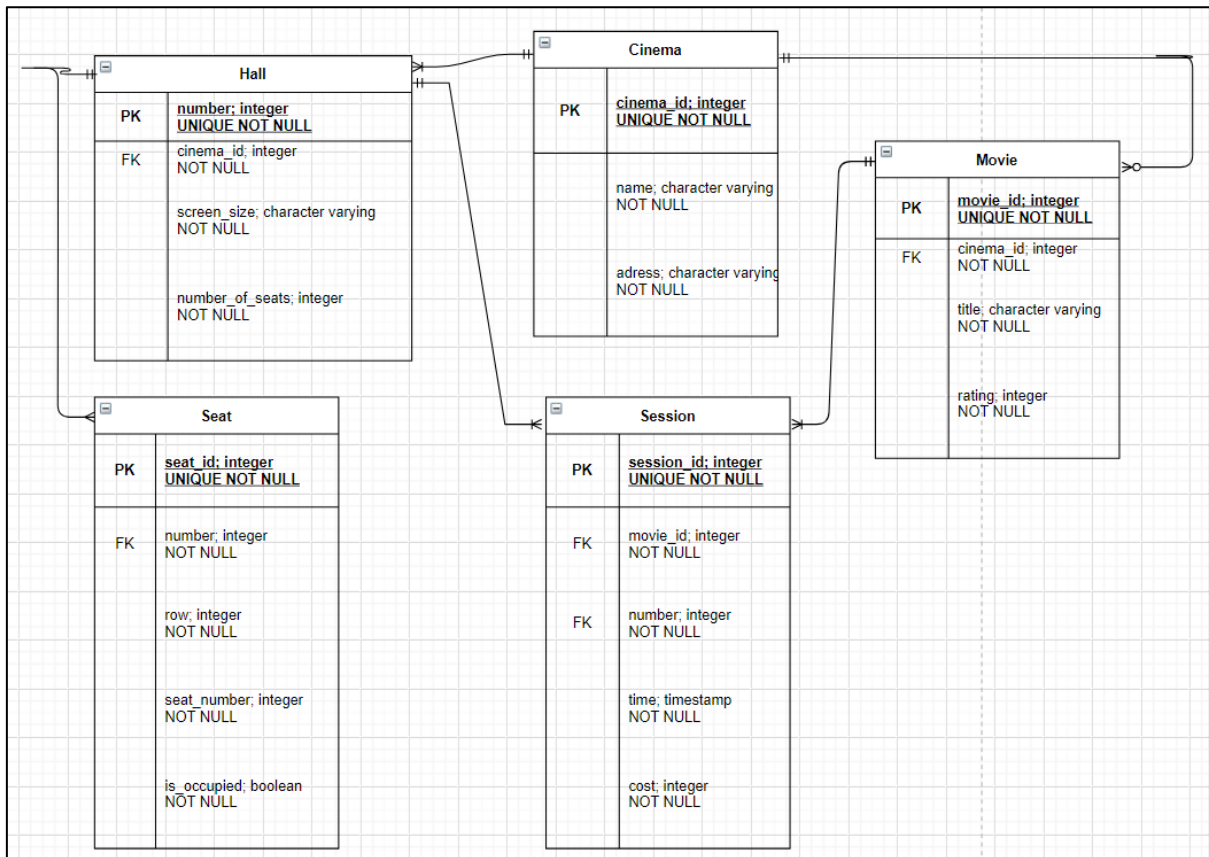 Hall
PK
number; integer
UNIQUE NOT NULL
FK
cinema_id; integer
NOT NULL
screen_size; character varying
NOT NULL
number_of_seats; integer
NOT NULL
Cinema
PK
cinema_id; integer
UNIQUE NOT NULL
name; character varying
NOT NULL
adress; character varying
NOT NULL
Movie
PK
movie_id; integer
UNIQUE NOT NULL
FK
cinema_id; integer
NOT NULL
title; character varying
NOT NULL
rating; integer
NOT NULL
Seat
PK
seat_id; integer
UNIQUE NOT NULL
FK
number; integer
NOT NULL
row; integer
NOT NULL
seat_number; integer
NOT NULL
is_occupied; boolean
NOT NULL
Session
PK
session_id; integer
UNIQUE NOT NULL
FK
movie_id; integer
NOT NULL
FK
number; integer
NOT NULL
time; timestamp
NOT NULL
cost; integer
NOT NULL